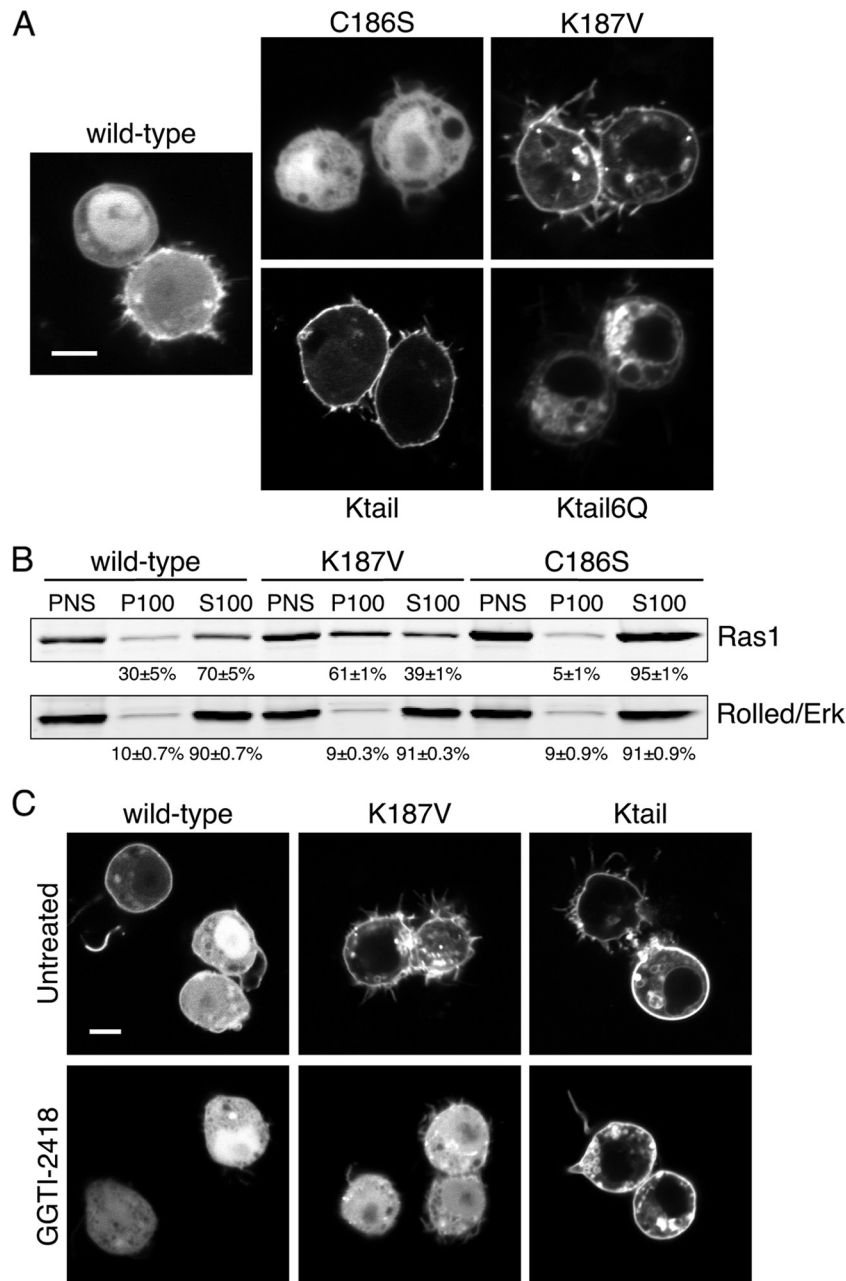 A
C186S K187V
wild-type
Ktail Ktail6Q
B
wild-type K187V C186S
PNS P100 S100 PNS P100 S100 PNS P100 S100
Ras1
30±5% 70±5% 61±1% 39±1% 5±1% 95±1%
Rolled/Erk
10±0.7% 90±0.7% 9±0.3% 91±0.3% 9±0.9% 91±0.9%
C
wild-type K187V Ktail
Untreated
GGTI-2418